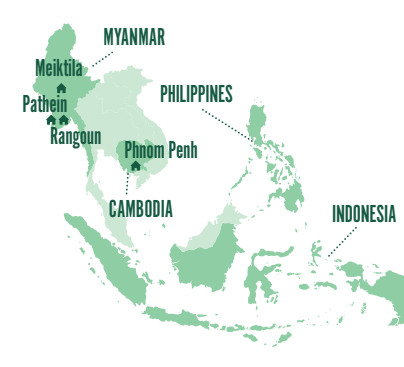 MYANMAR
Meiktila
PHILIPPINES
Pathein
Rangoun
Phnom Penh
CAMBODIA
INDONESIA